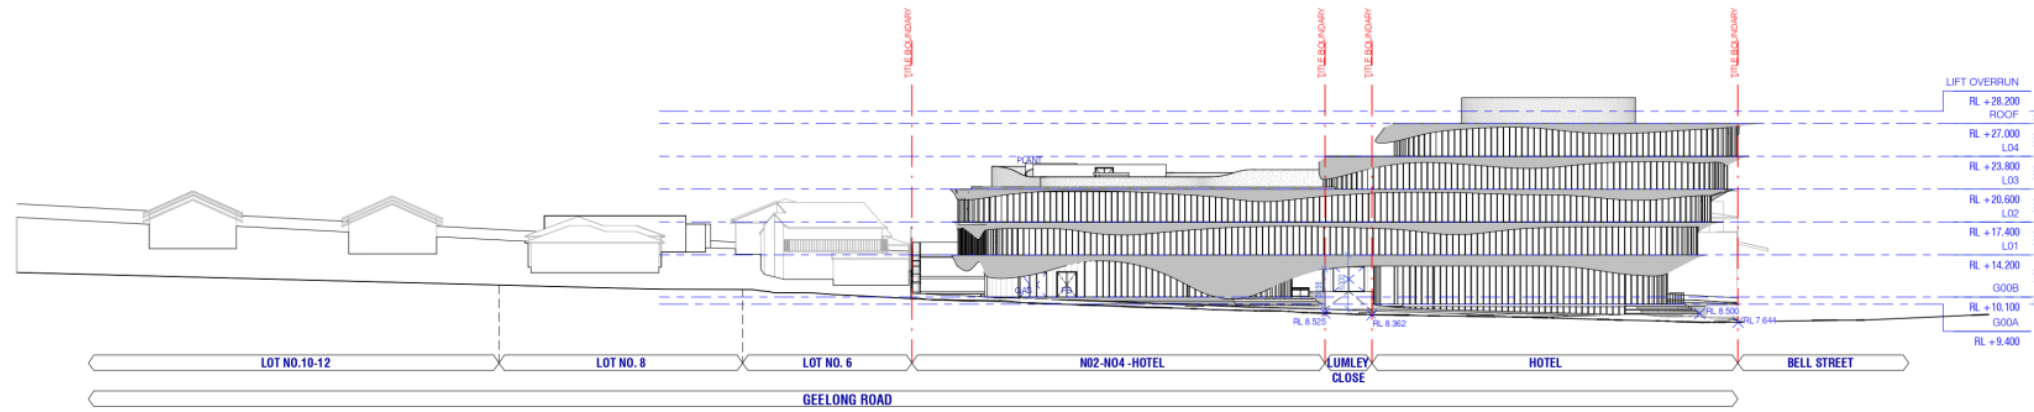 TITLE BOUNDARY
TITLE BOUNDARY
TITLE BOUNDARY
TITLE BOUNDARY
LIFT OVERRUN
RL +28.200
ROOF
RL +27.000
L04
RL +23.800
L03
RL +20.600
L02
RL +17.400
L01
RL +14.200
G00B
RL +10.100
G00A
RL +9.400
PLANT
GAS
FB
RL 8.525
RL 8.362
RL 8.500
RL 7.644
LOT NO.10-12
LOT NO. 8
LOT NO. 6
N02-NO4 -HOTEL
LUMLEY
CLOSE
HOTEL
BELL STREET
GEELONG ROAD